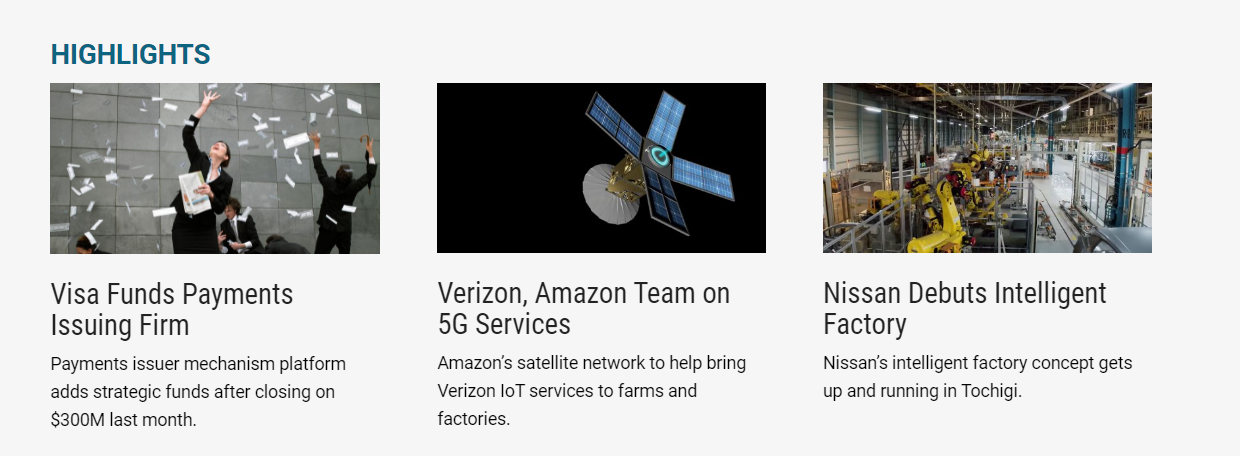 HIGHLIGHTS
Visa Funds Payments
Issuing Firm
Payments issuer mechanism platform
adds strategic funds after closing on
$300M last month.
Verizon, Amazon Team on
5G Services
Amazon’s satellite network to help bring
Verizon IoT services to farms and
factories.
Nissan Debuts Intelligent
Factory
Nissan’s intelligent factory concept gets
up and running in Tochigi.